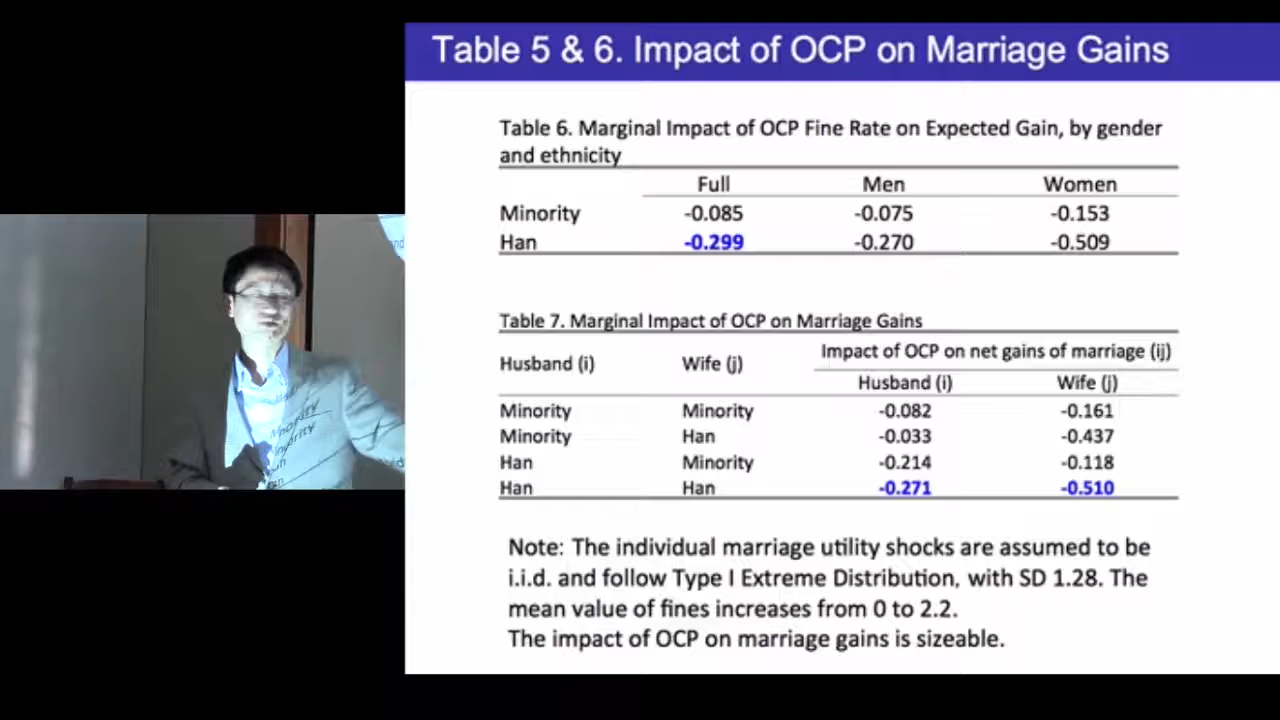 Table 5 & 6. Impact of OCP on Marriage Gains
Table 6. Marginal Impact of OCP Fine Rate on Expected Gain, by gender
and ethnicity
Full Men Women
Minority -0.085 -0.075 -0.153
Han -0.299 -0.270 -0.509
Table 7. Marginal Impact of OCP on Marriage Gains
Husband (i) Wife (j) Impact of OCP on net gains of marriage (ij)
Husband (i) Wife (j)
Minority Minority -0.082 -0.161
Minority Han -0.033 -0.437
Han Minority -0.214 -0.118
Han Han -0.271 -0.510
Note: The individual marriage utility shocks are assumed to be
i.i.d. and follow Type I Extreme Distribution, with SD 1.28. The
mean value of fines increases from 0 to 2.2.
The impact of OCP on marriage gains is sizeable.
Minority